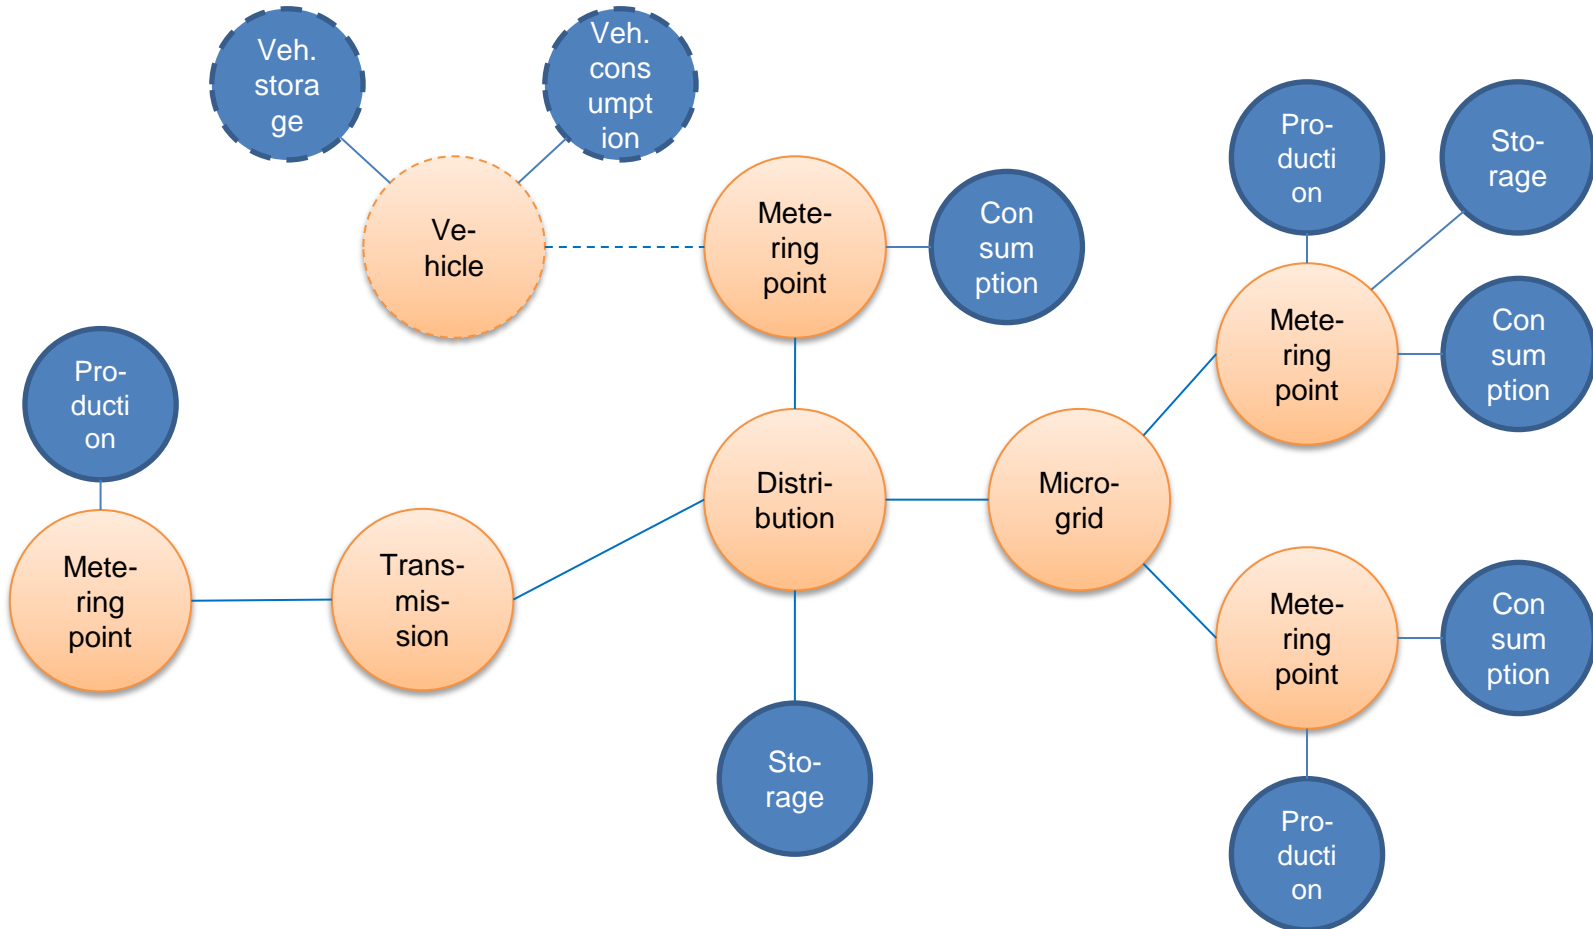 Veh.
stora
ge
Veh.
cons
umpt
ion
Ve-
hicle
Mete-
ring
point
Con
sum
ption
Pro-
ducti
on
Sto-
rage
Mete-
ring
point
Con
sum
ption
Pro-
ducti
on
Mete-
ring
point
Trans-
mis-
sion
Distri-
bution
Micro-
grid
Mete-
ring
point
Con
sum
ption
Sto-
rage
Pro-
ducti
on